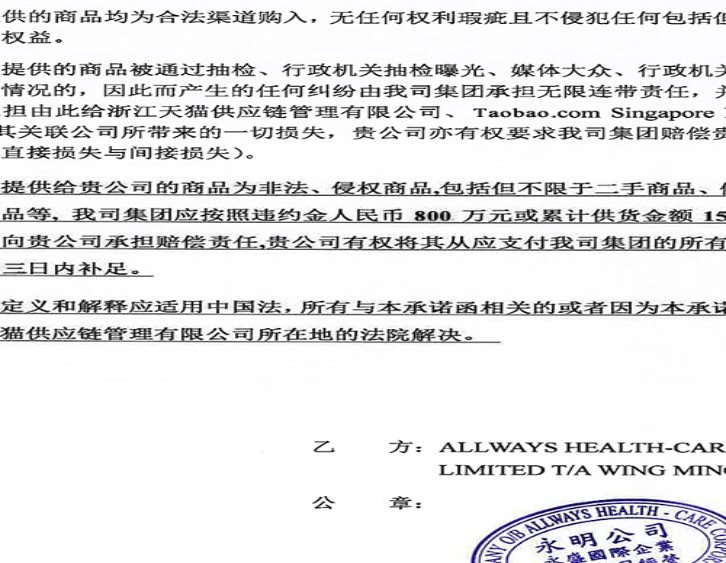 供的商品均为合法渠道购入，无任何权利瑕疵且不侵犯任何包括但
权益。
提供的商品被通过抽检、行政机关抽检曝光、媒体大众、行政机关
情况的，因此而产生的任何纠纷由我司集团承担无限连带责任，并
担由此给浙江天猫供应链管理有限公司、Taobao.com Singapore
其关联公司所带来的一切损失，贵公司亦有权要求我司集团赔偿贵
直接损失与间接损失）。
提供给贵公司的商品为非法、侵权商品,包括但不限于二手商品、
品等，我司集团应按照违约金人民币 800 万元或累计供货金额 15
向贵公司承担赔偿责任,贵公司有权将其从应支付我司集团的所有
三日内补足。
定义和解释应适用中国法，所有与本承诺函相关的或者因为本承诺
猫供应链管理有限公司所在地的法院解决。
乙 方：ALLWAYS HEALTH-CAR
LIMITED T/A WING MING
公 章：
ANY O/B ALLWAYS HEALTH - CARE CORPOR
永明公司
永盛國際企業